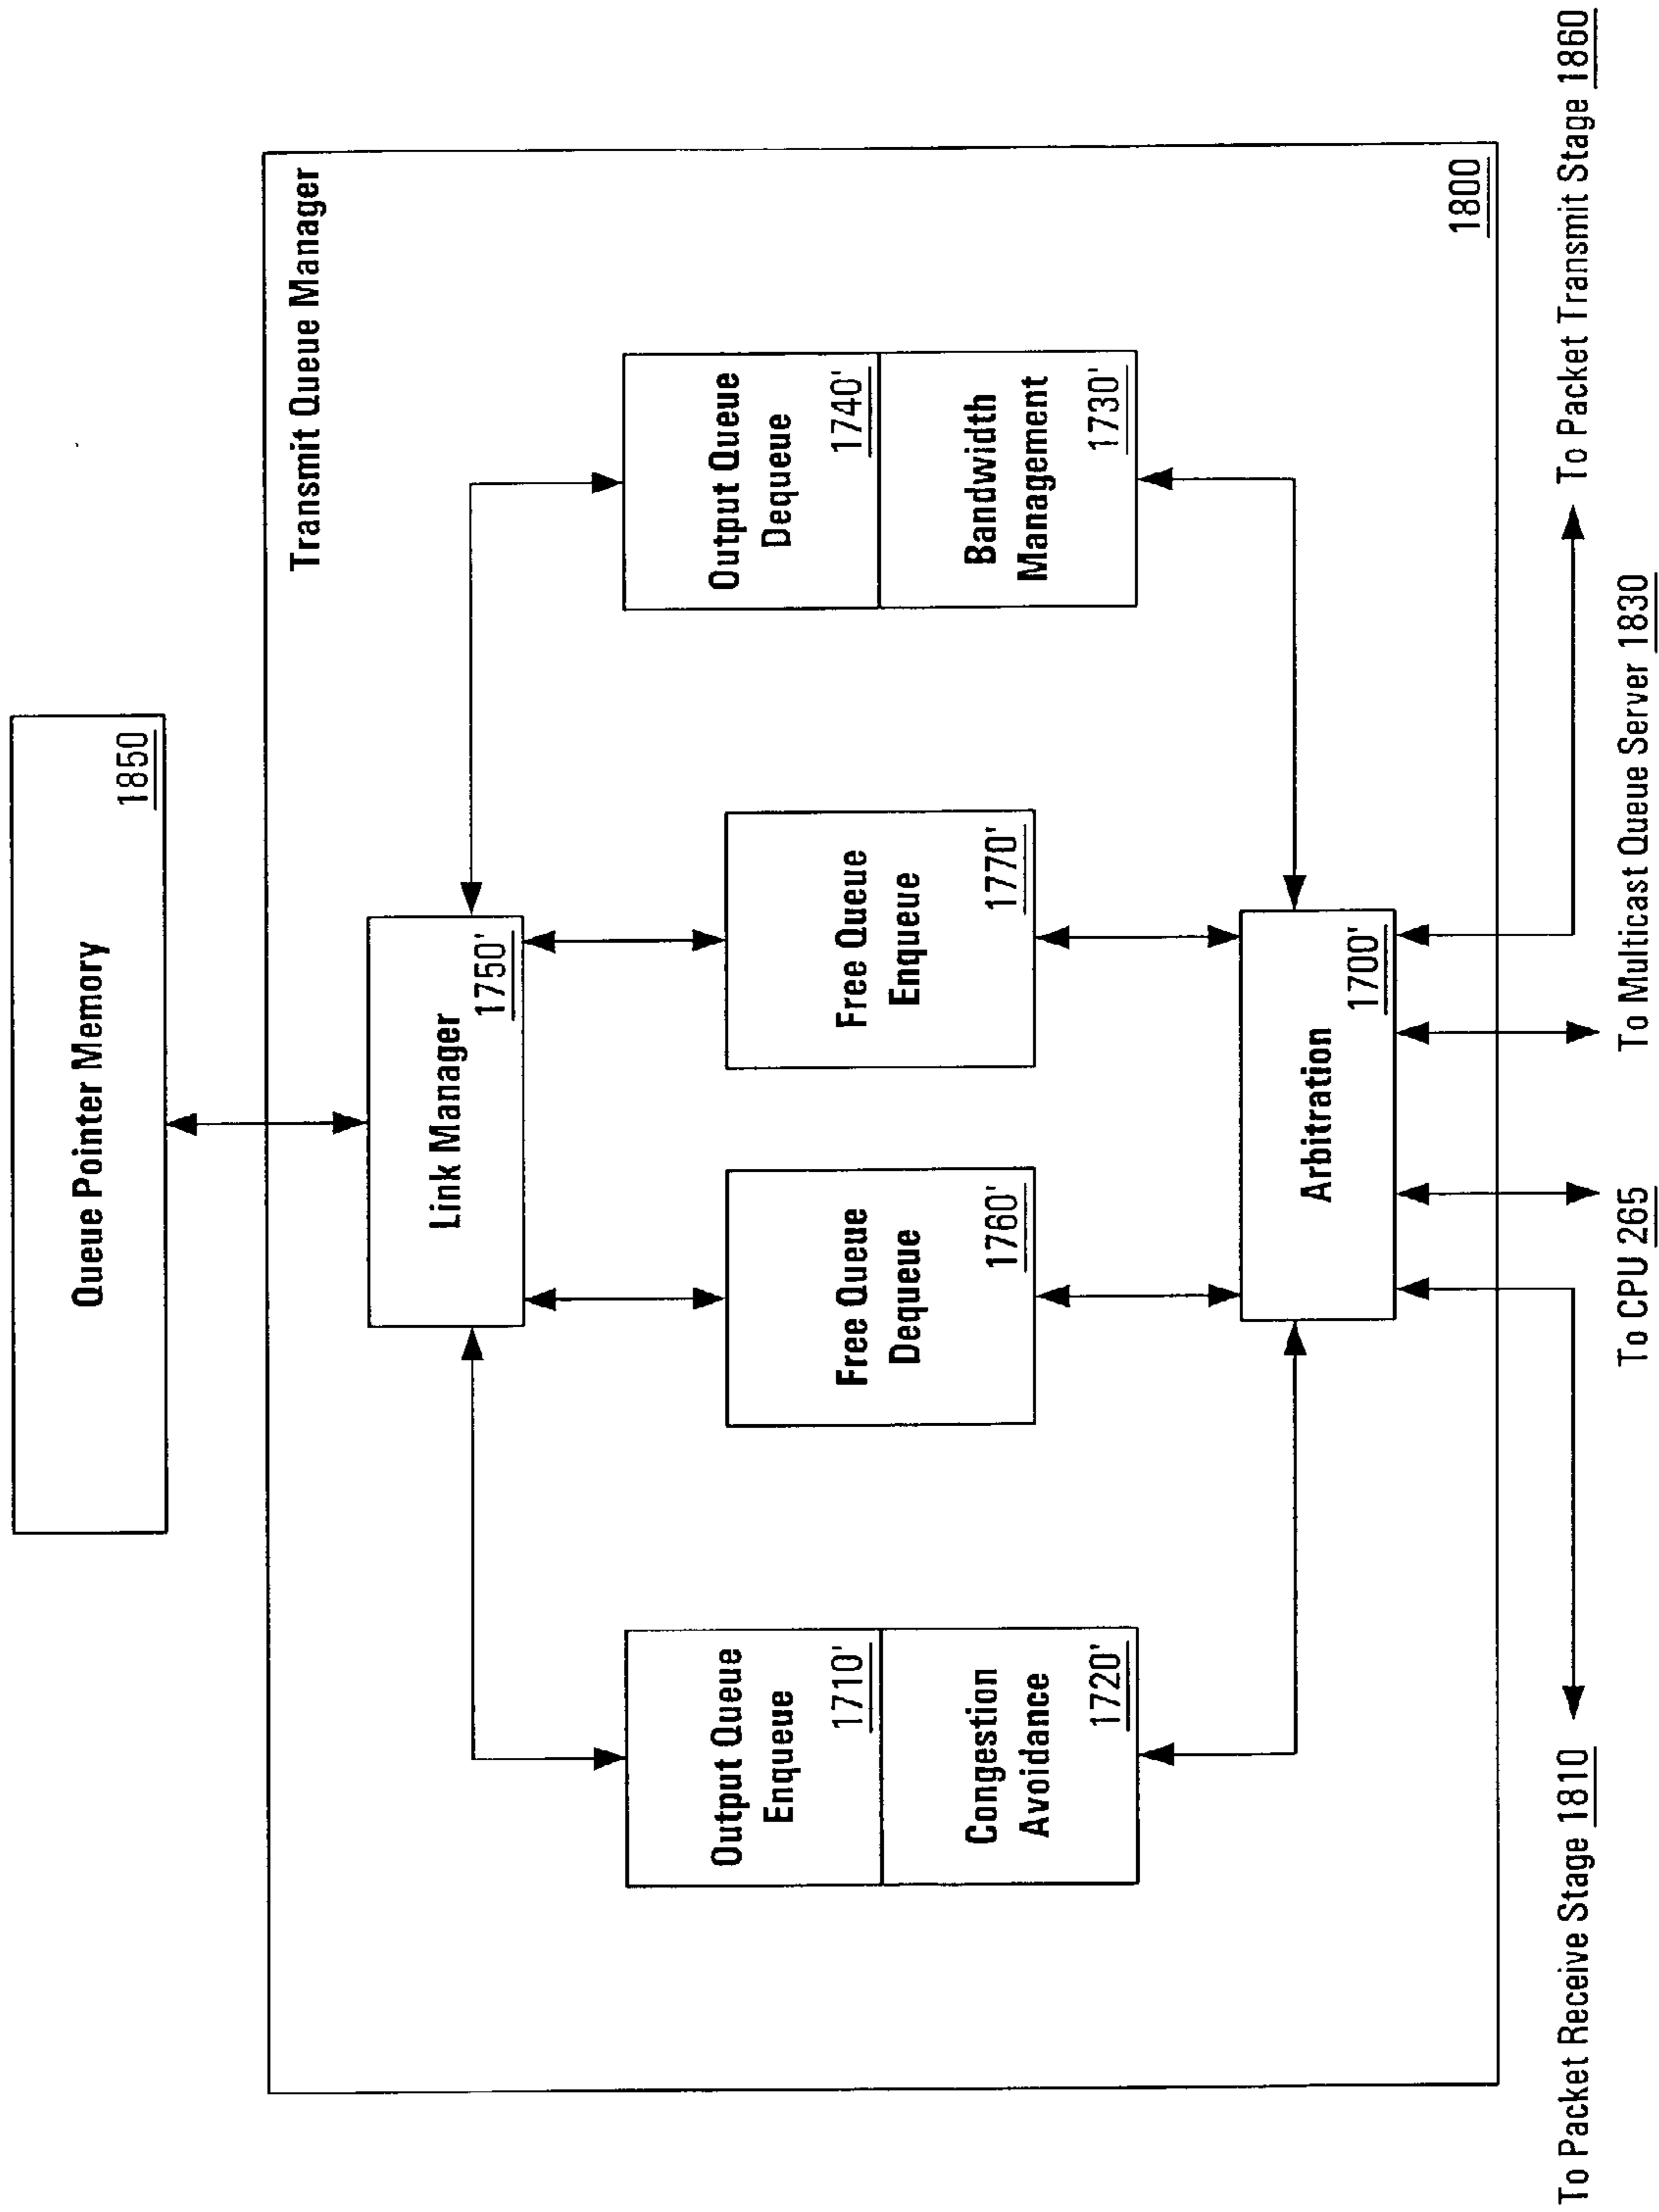 Queue Pointer Memory
1850
Transmit Queue Manager
Link Manager
1750'
Output Queue
Enqueue
1710'
Congestion
Avoidance
1720'
Free Queue
Dequeue
1760'
Free Queue
Enqueue
1770'
Output Queue
Dequeue
1740'
Bandwidth
Management
1730'
Arbitration
1700'
1800
To Packet Receive Stage 1810
To CPU 265
To Multicast Queue Server 1830
To Packet Transmit Stage 1860